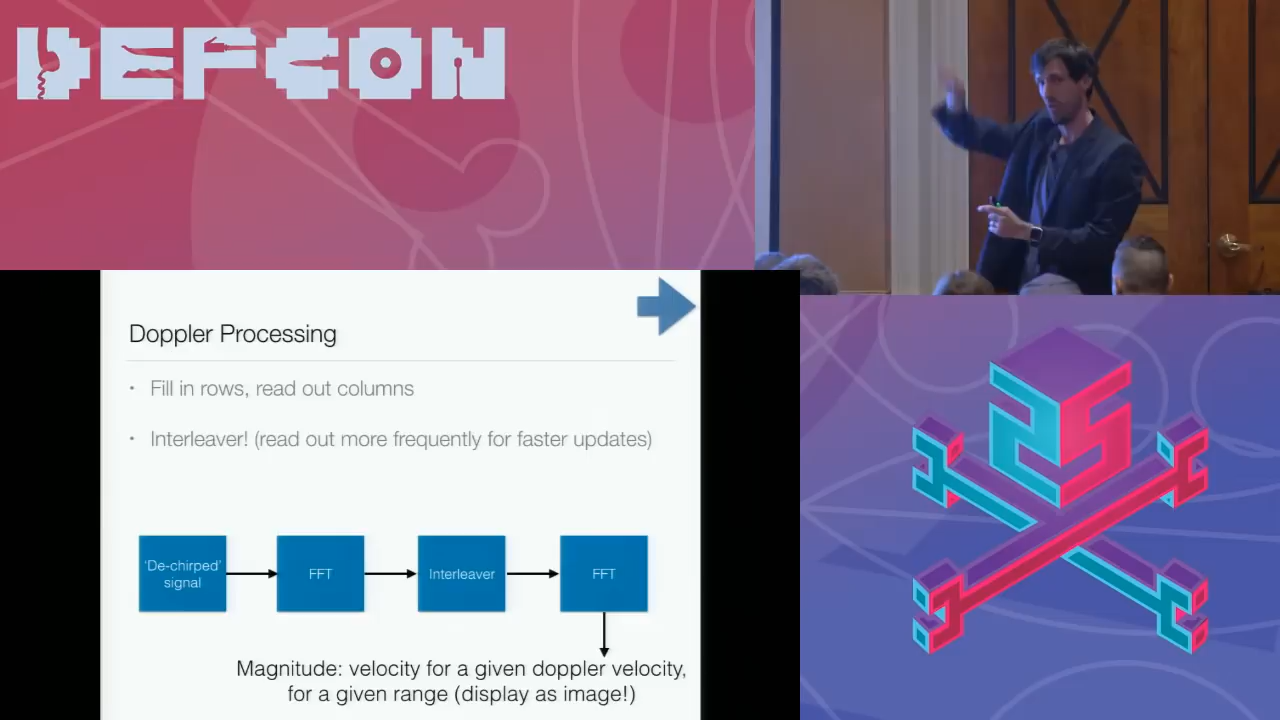 DEFCON
Doppler Processing
• Fill in rows, read out columns
• Interleaver! (read out more frequently for faster updates)
'De-chirped'
signal
FFT
Interleaver
FFT
Magnitude: velocity for a given doppler velocity,
for a given range (display as image!)
25